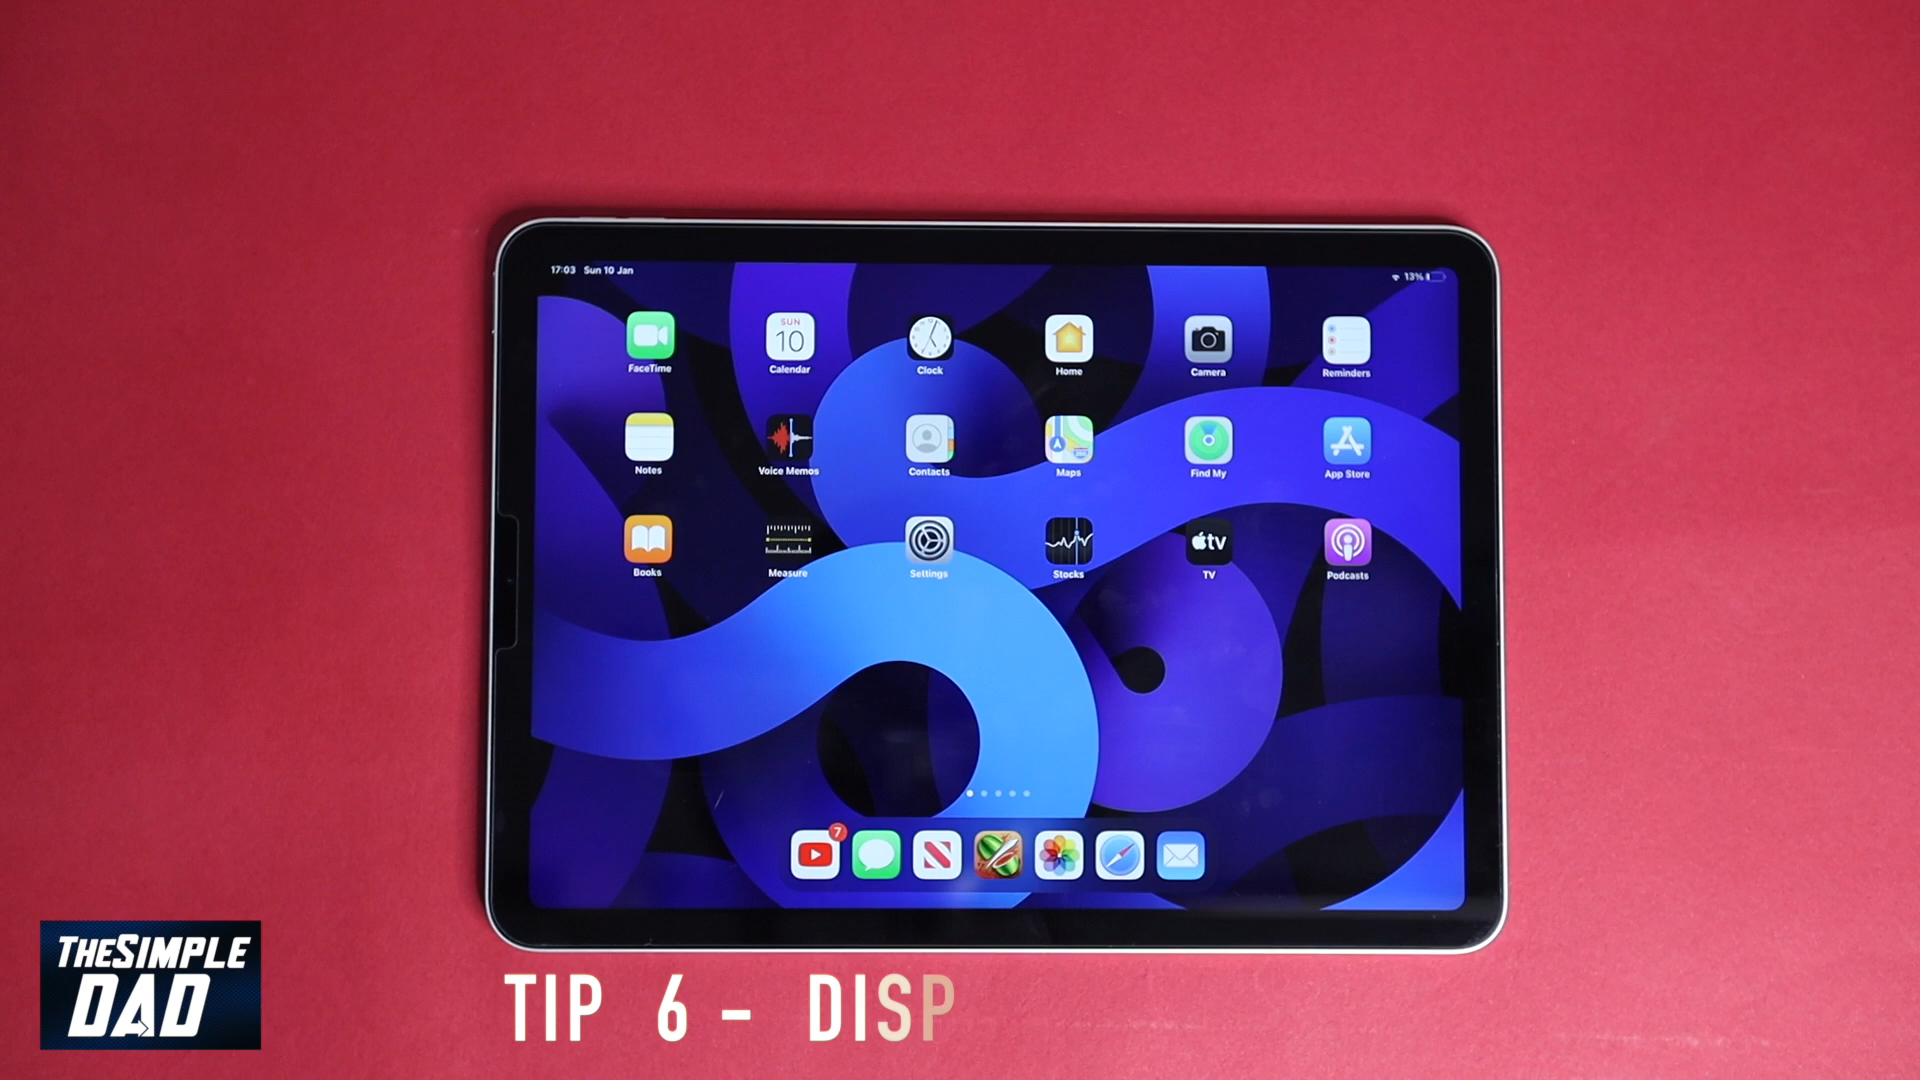 17:03 Sun 10 Jan
13%
SUN
10
FaceTime
Calendar
Clock
Home
Camera
Reminders
Notes
Voice Memos
Contacts
Maps
Find My
App Store
tv
Books
Measure
Settings
Stocks
TV
Podcasts
7
THESIMPLE
DAD
TIP 6 - DISP